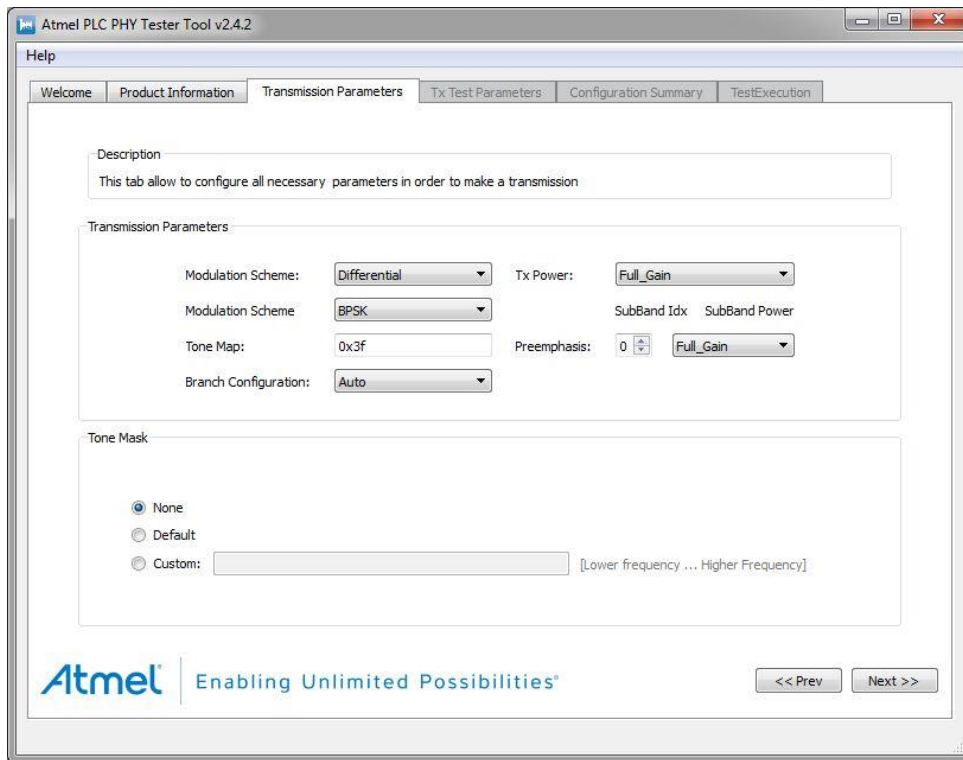 Atmel PLC PHY Tester Tool v2.4.2
Help
Welcome Product Information Transmission Parameters Tx Test Parameters Configuration Summary TestExecution
Description
This tab allow to configure all necessary parameters in order to make a transmission
Transmission Parameters
Modulation Scheme: Differential Tx Power: Full_Gain
Modulation Scheme BPSK SubBand Idx SubBand Power
Tone Map: 0x3f Preemphasis: 0 Full_Gain
Branch Configuration: Auto
Tone Mask
None
Default
Custom: [Lower frequency ... Higher Frequency]
Atmel® Enabling Unlimited Possibilities® << Prev Next >>